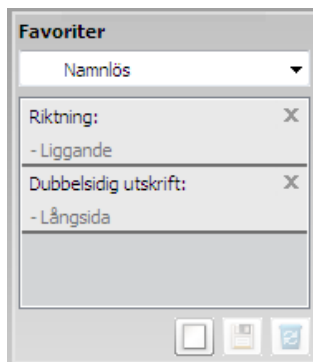 Favoriter
Namnlös
Riktning:
- Liggande
Dubbelsidig utskrift:
- Långsida